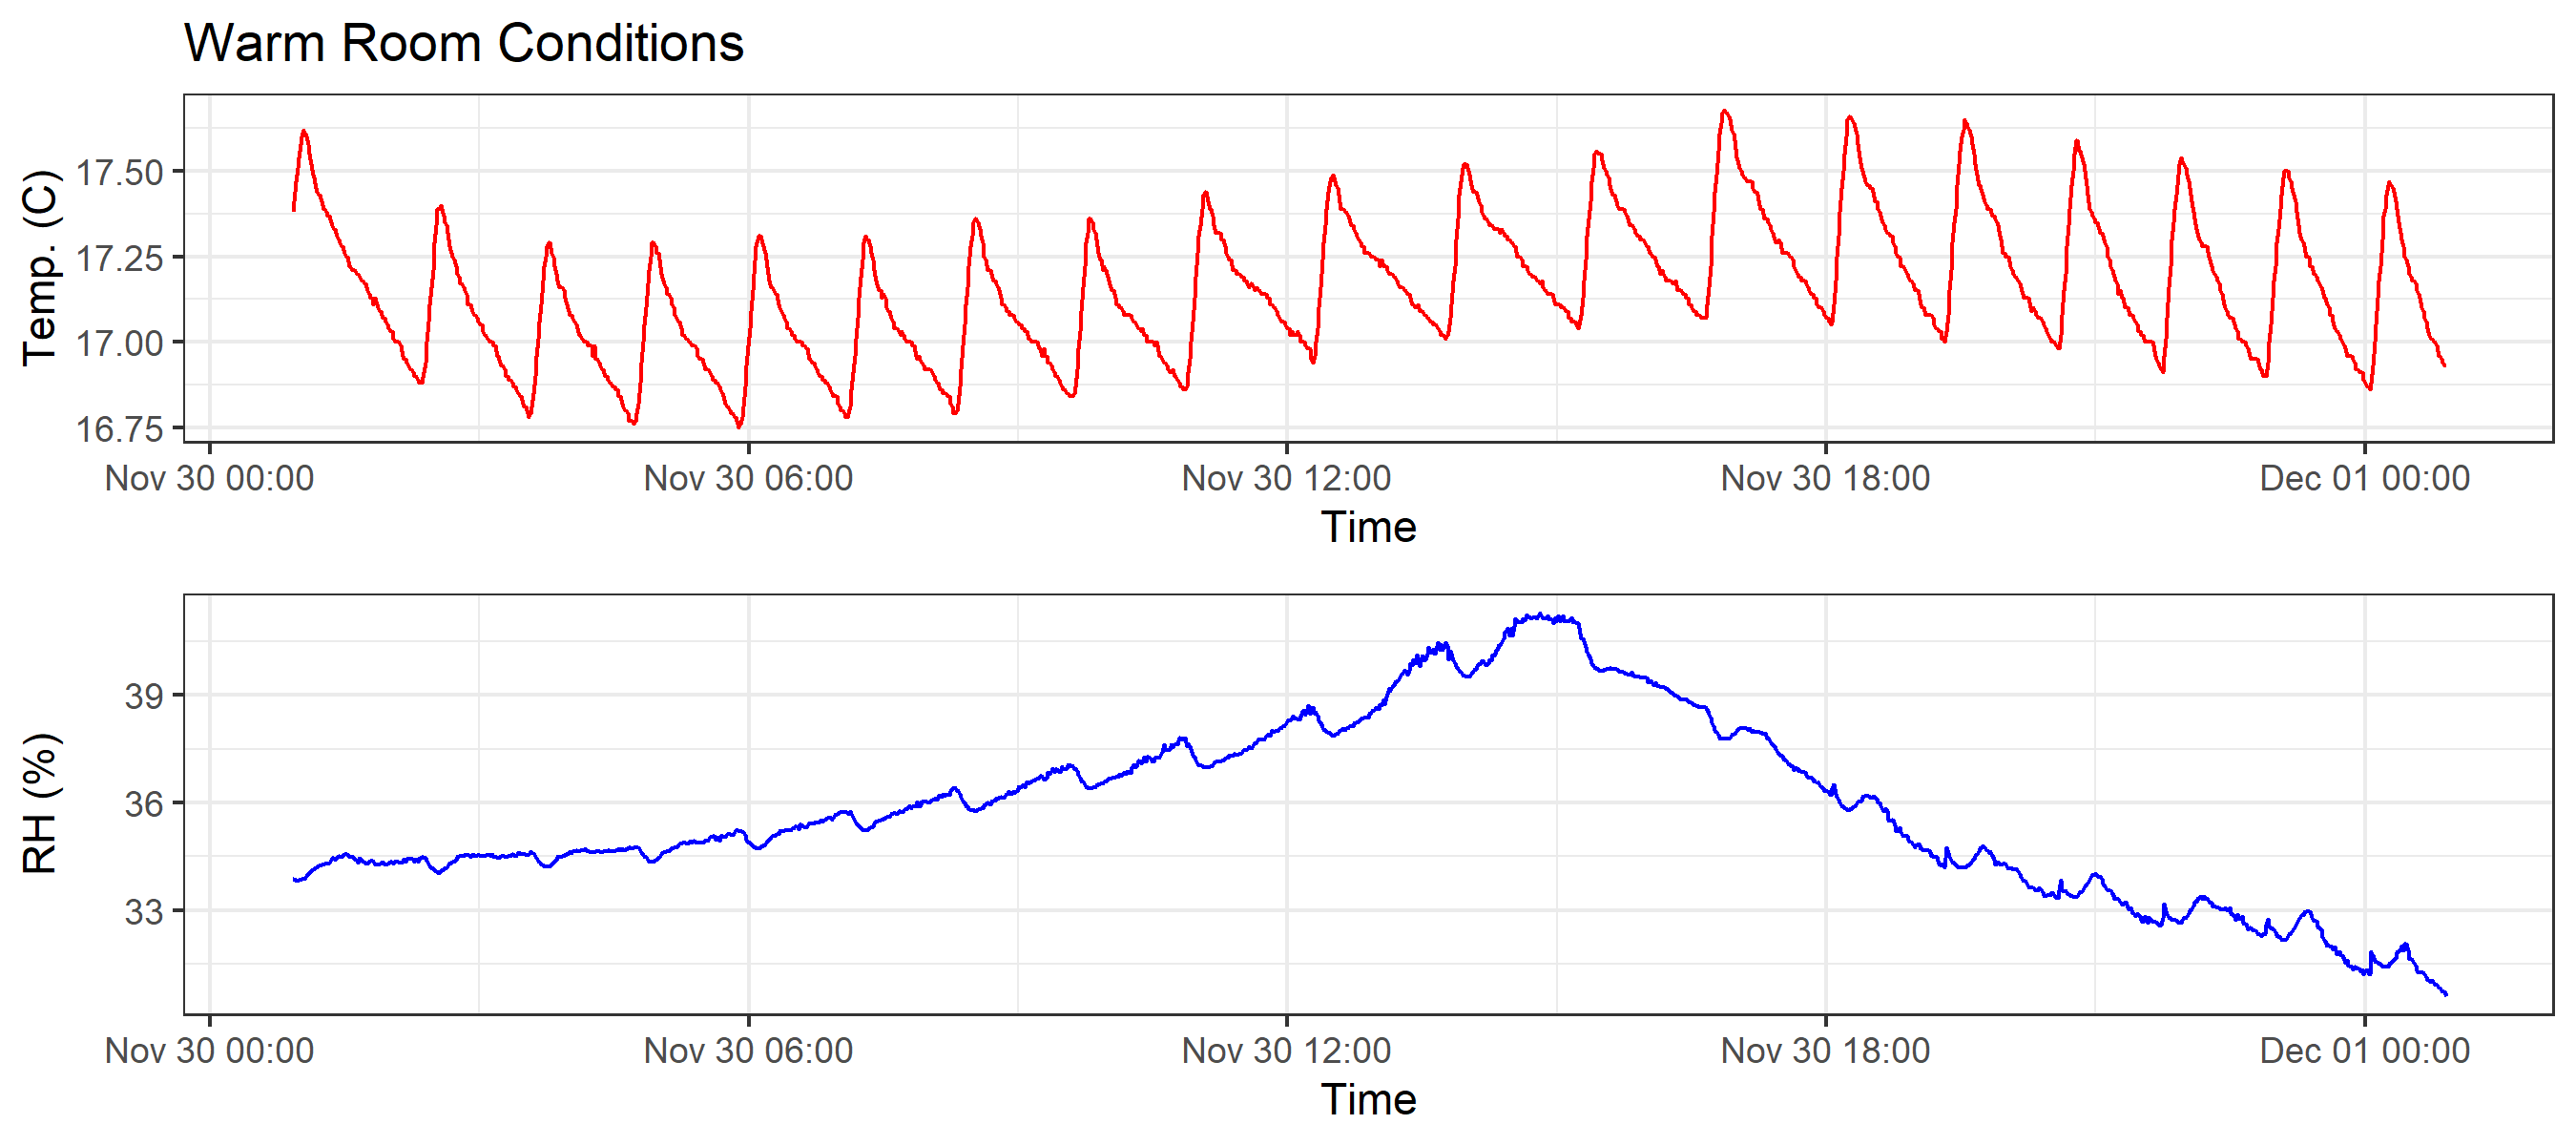 Warm Room Conditions
Temp. (C)
17.50
17.25
17.00
16.75
Nov 30 00:00 Nov 30 06:00 Nov 30 12:00 Nov 30 18:00 Dec 01 00:00
Time
RH (%)
39
36
33
Nov 30 00:00 Nov 30 06:00 Nov 30 12:00 Nov 30 18:00 Dec 01 00:00
Time